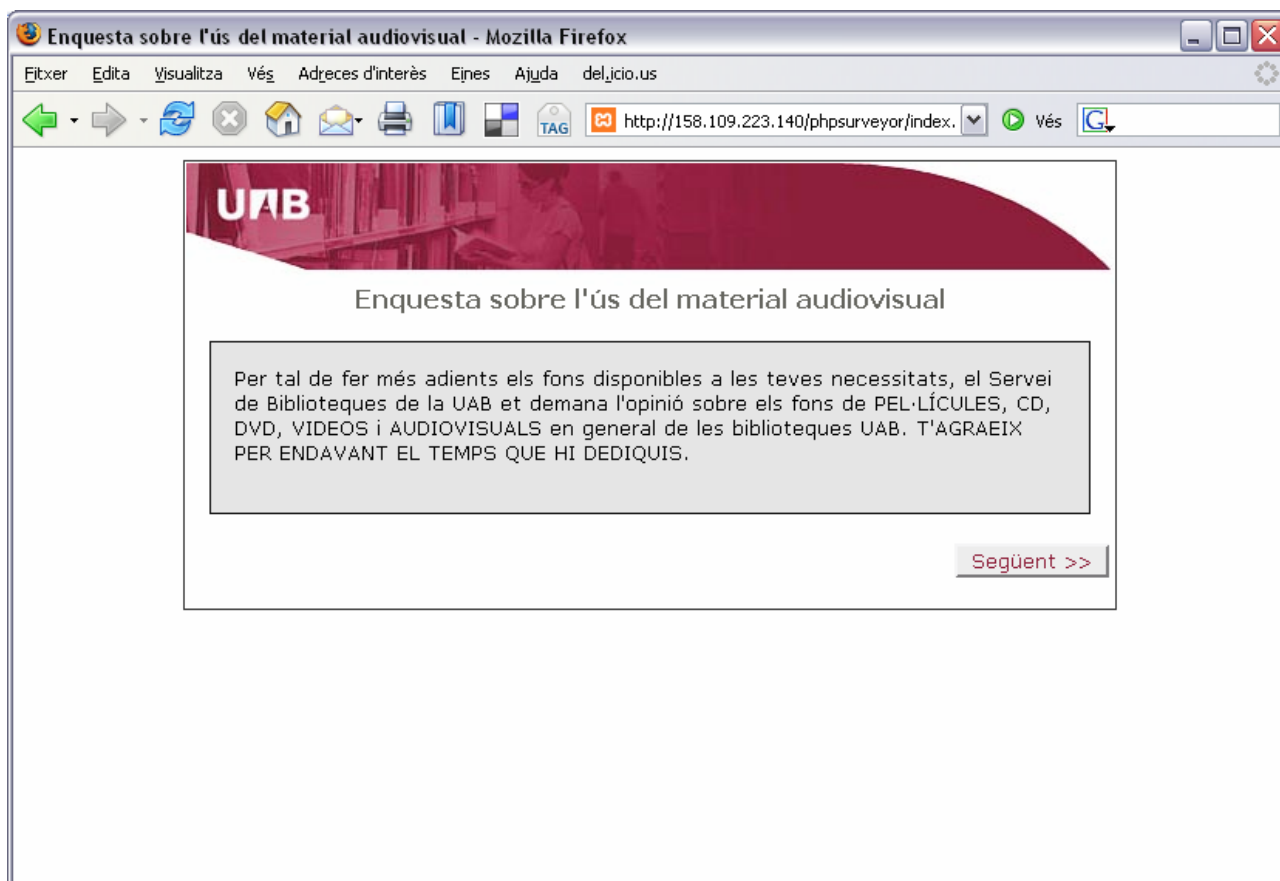 Enquesta sobre l'ús del material audiovisual - Mozilla Firefox
Fitxer Edita Visualitza Vés Adreces d'interès Eines Ajuda del.icio.us
TAG http://158.109.223.140/phpsurveyor/index. Vés G
UAB
Enquesta sobre l'ús del material audiovisual
Per tal de fer més adients els fons disponibles a les teves necessitats, el Servei
de Biblioteques de la UAB et demana l'opinió sobre els fons de PEL·LÍCULES, CD,
DVD, VIDEOS i AUDIOVISUALS en general de les biblioteques UAB. T'AGRAEIX
PER ENDAVANT EL TEMPS QUE HI DEDIQUIS.
Següent >>